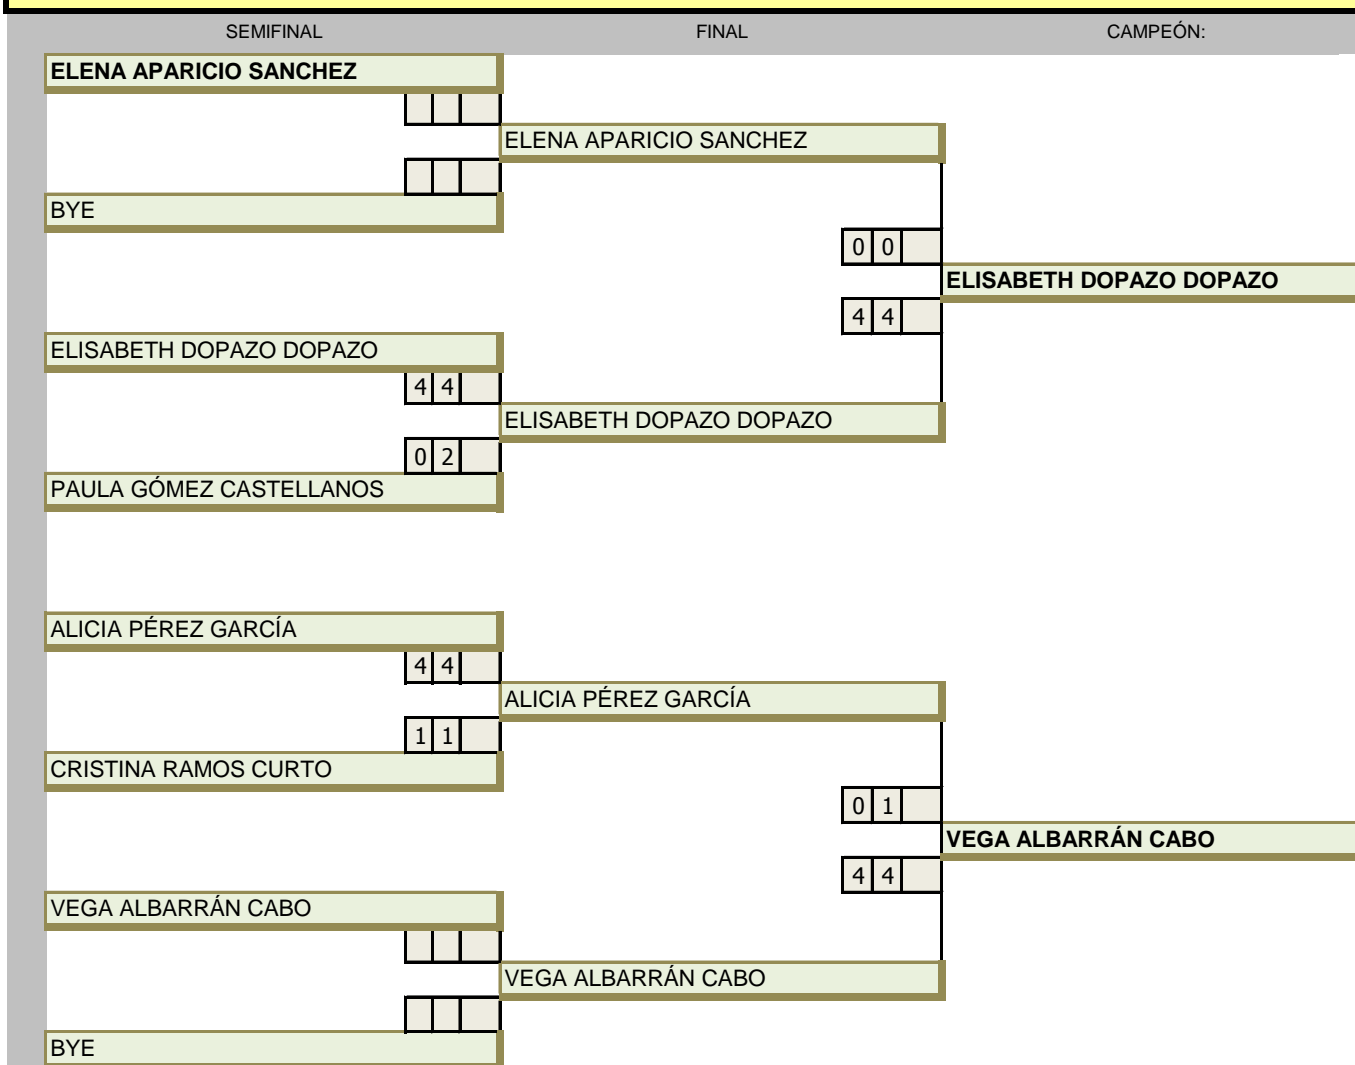 SEMIFINAL FINAL CAMPEÓN:
ELENA APARICIO SANCHEZ
ELENA APARICIO SANCHEZ
BYE
0 0
ELISABETH DOPAZO DOPAZO
4 4
ELISABETH DOPAZO DOPAZO
4 4
ELISABETH DOPAZO DOPAZO
0 2
PAULA GÓMEZ CASTELLANOS
ALICIA PÉREZ GARCÍA
4 4
ALICIA PÉREZ GARCÍA
1 1
CRISTINA RAMOS CURTO
0 1
VEGA ALBARRÁN CABO
4 4
VEGA ALBARRÁN CABO
VEGA ALBARRÁN CABO
BYE